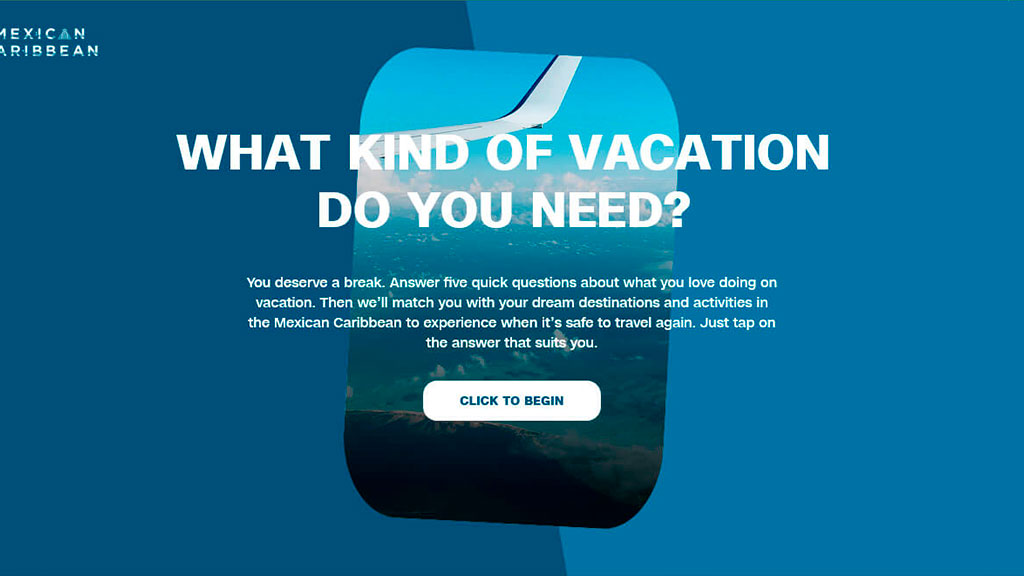 MEXICAN
ARIBBEAN
WHAT KIND OF VACATION
DO YOU NEED?
You deserve a break. Answer five quick questions about what you love doing on
vacation. Then we'll match you with your dream destinations and activities in
the Mexican Caribbean to experience when it's safe to travel again. Just tap on
the answer that suits you.
CLICK TO BEGIN